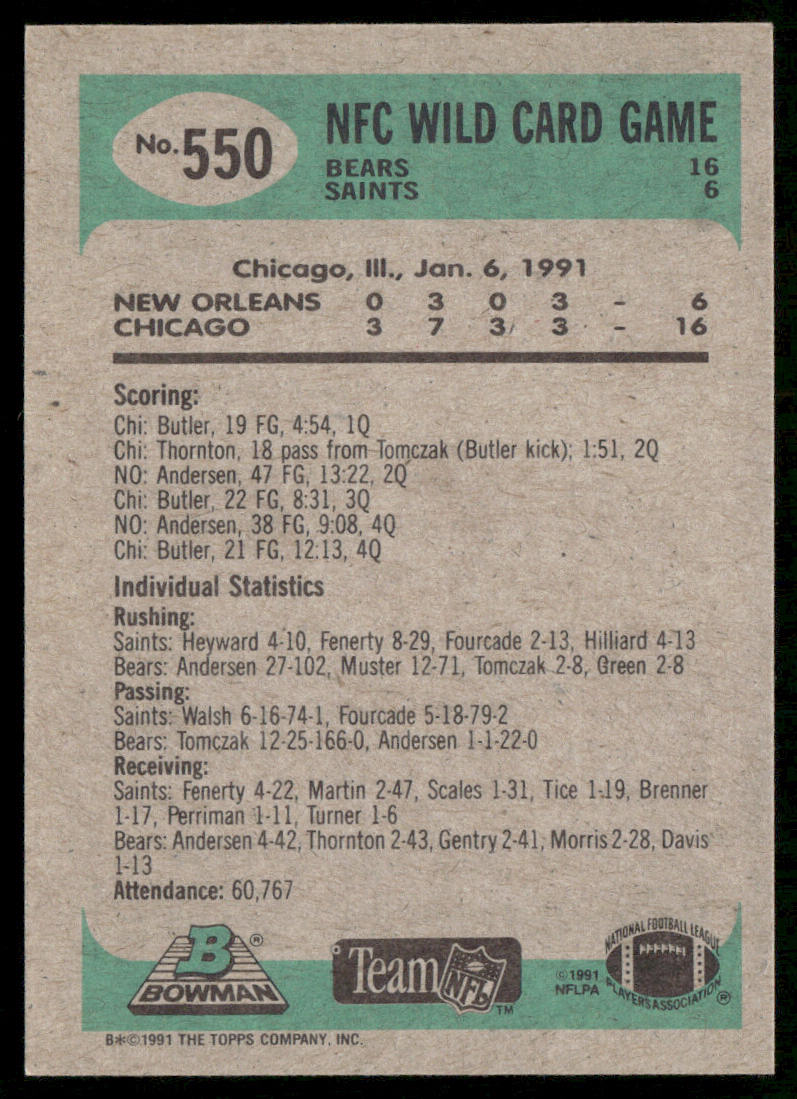 No. 550
NFC WILD CARD GAME
BEARS 16
SAINTS 6
Chicago, Ill., Jan. 6, 1991
NEW ORLEANS 0 3 0 3 - 6
CHICAGO 3 7 3 3 - 16
Scoring:
Chi: Butler, 19 FG, 4:54, 1Q
Chi: Thornton, 18 pass from Tomczak (Butler kick); 1:51, 2Q
NO: Andersen, 47 FG, 13:22, 2Q
Chi: Butler, 22 FG, 8:31, 3Q
NO: Andersen, 38 FG, 9:08, 4Q
Chi: Butler, 21 FG, 12:13, 4Q
Individual Statistics
Rushing:
Saints: Heyward 4-10, Fenerty 8-29, Fourcade 2-13, Hilliard 4-13
Bears: Andersen 27-102, Muster 12-71, Tomczak 2-8, Green 2-8
Passing:
Saints: Walsh 6-16-74-1, Fourcade 5-18-79-2
Bears: Tomczak 12-25-166-0, Andersen 1-1-22-0
Receiving:
Saints: Fenerty 4-22, Martin 2-47, Scales 1-31, Tice 1-19, Brenner
1-17, Perriman 1-11, Turner 1-6
Bears: Andersen 4-42, Thornton 2-43, Gentry 2-41, Morris 2-28, Davis
1-13
Attendance: 60,767
B ®
BOWMAN
Team NFL ™
©1991
NFLPA
NATIONAL FOOTBALL LEAGUE
PLAYERS ASSOCIATION ®
B*©1991 THE TOPPS COMPANY, INC.